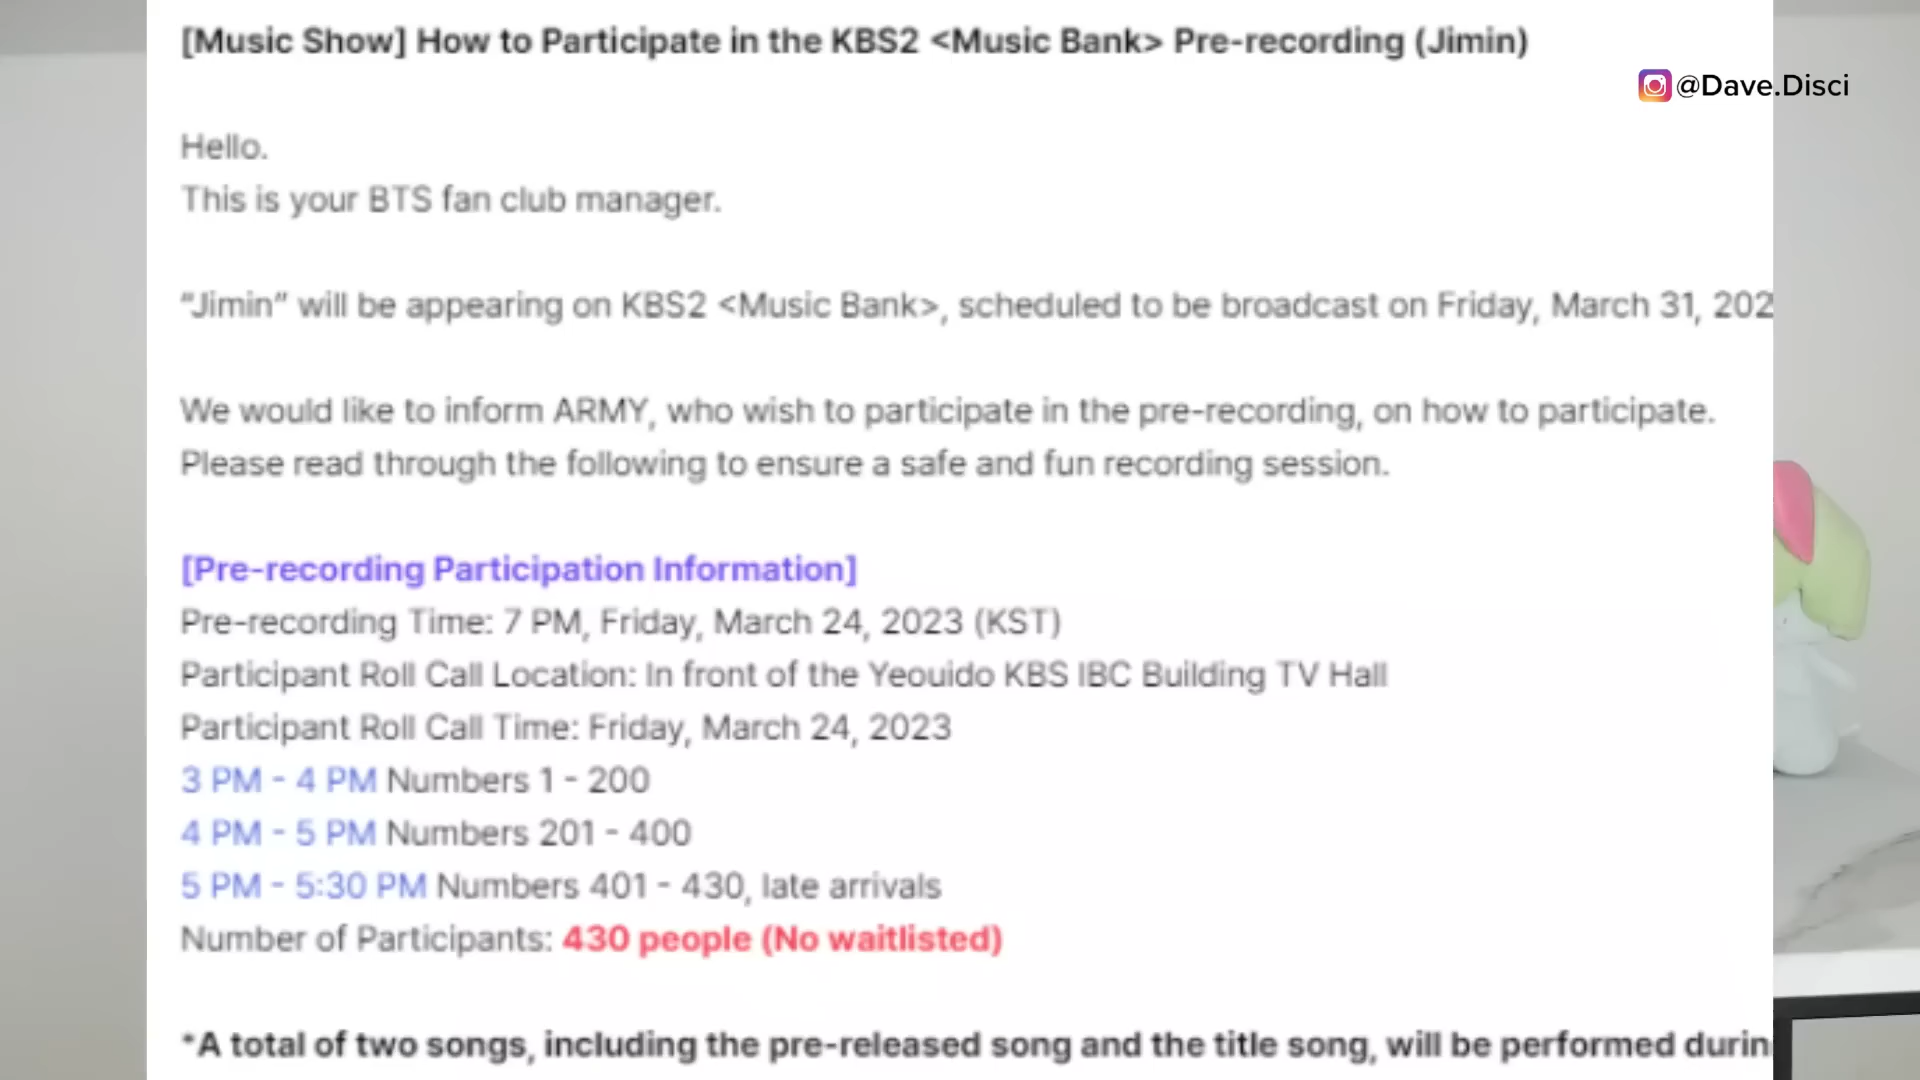 [Music Show] How to Participate in the KBS2 <Music Bank> Pre-recording (Jimin)
@Dave.Disci
Hello.
This is your BTS fan club manager.
“Jimin” will be appearing on KBS2 <Music Bank>, scheduled to be broadcast on Friday, March 31, 202
We would like to inform ARMY, who wish to participate in the pre-recording, on how to participate.
Please read through the following to ensure a safe and fun recording session.
[Pre-recording Participation Information]
Pre-recording Time: 7 PM, Friday, March 24, 2023 (KST)
Participant Roll Call Location: In front of the Yeouido KBS IBC Building TV Hall
Participant Roll Call Time: Friday, March 24, 2023
3 PM - 4 PM Numbers 1 - 200
4 PM - 5 PM Numbers 201 - 400
5 PM - 5:30 PM Numbers 401 - 430, late arrivals
Number of Participants: 430 people (No waitlisted)
*A total of two songs, including the pre-released song and the title song, will be performed durin